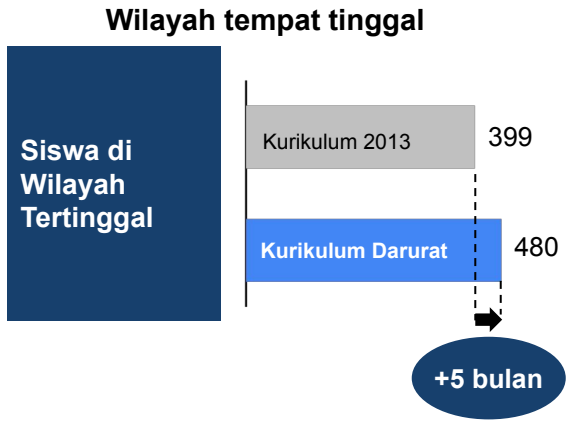 Wilayah tempat tinggal
Siswa di
Wilayah
Tertinggal
Kurikulum 2013
399
Kurikulum Darurat
480
+5 bulan